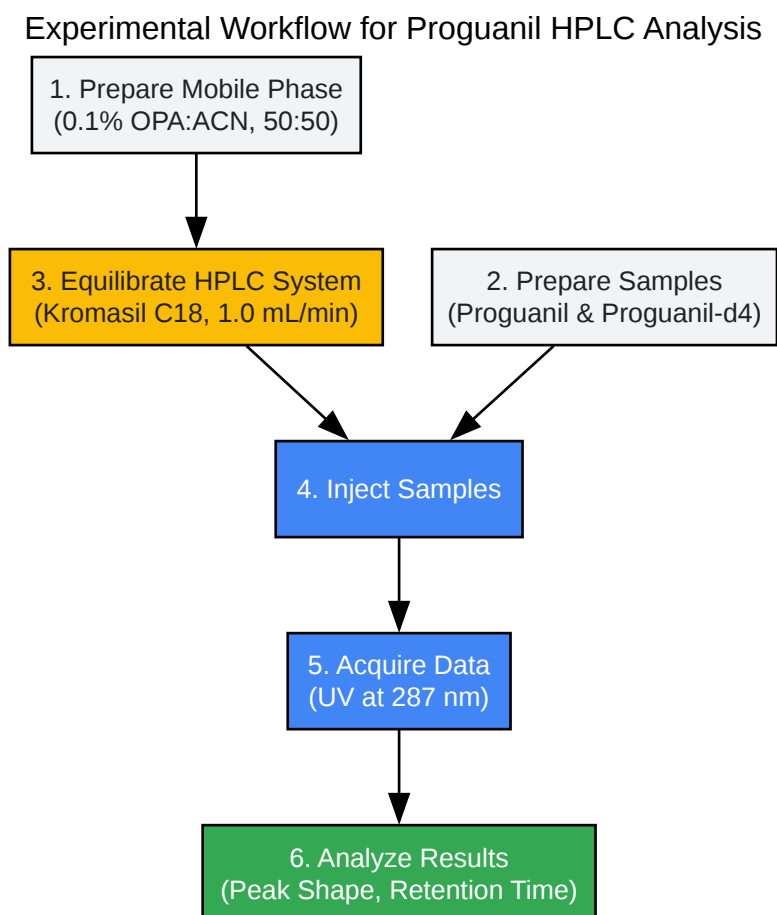 Experimental Workflow for Proguanil HPLC Analysis
1. Prepare Mobile Phase
(0.1% OPA:ACN, 50:50)
3. Equilibrate HPLC System
(Kromasil C18, 1.0 mL/min)
2. Prepare Samples
(Proguanil & Proguanil-d4)
4. Inject Samples
5. Acquire Data
(UV at 287 nm)
6. Analyze Results
(Peak Shape, Retention Time)